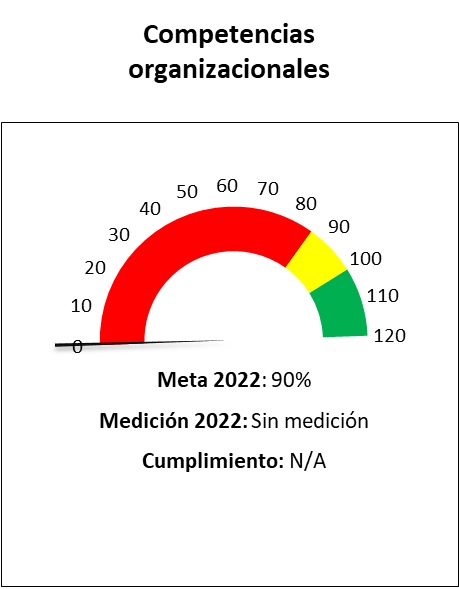 Competencias
organizacionales
0
10
20
30
40
50
60
70
80
90
100
110
120
Meta 2022: 90%
Medición 2022: Sin medición
Cumplimiento: N/A